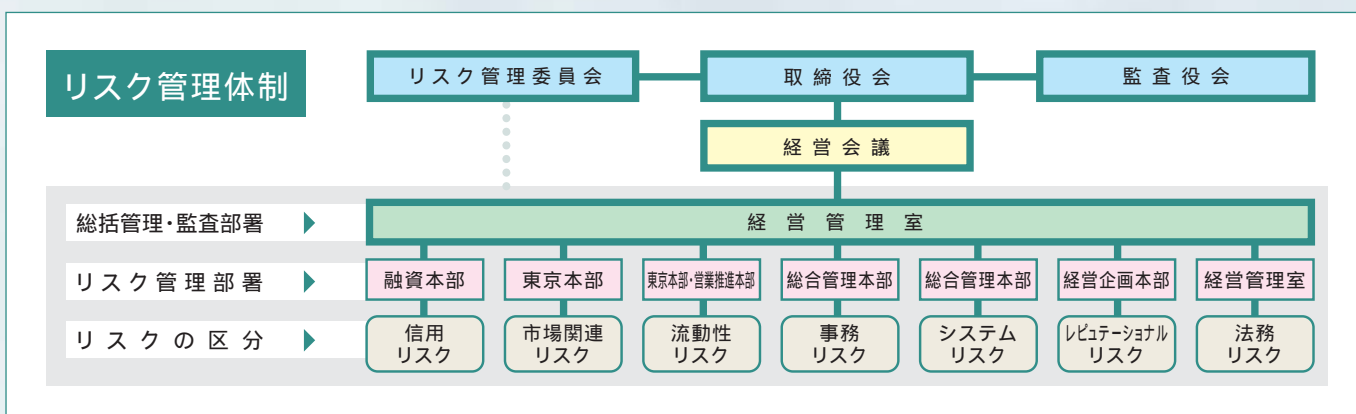 リスク管理体制
リスク管理委員会
取締役会
監査役会
経営会議
総括管理・監査部署
経営管理室
リスク管理部署
融資本部
東京本部
東京本部・営業推進本部
総合管理本部
総合管理本部
経営企画本部
経営管理室
リスクの区分
信用
リスク
市場関連
リスク
流動性
リスク
事務
リスク
システム
リスク
レピュテーショナル
リスク
法務
リスク